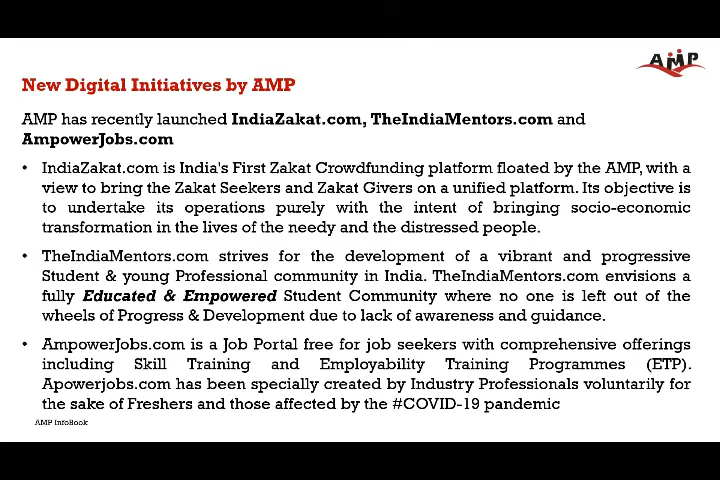 AMP
New Digital Initiatives by AMP
AMP has recently launched IndiaZakat.com, TheIndiaMentors.com and
AmpowerJobs.com
• IndiaZakat.com is India's First Zakat Crowdfunding platform floated by the AMP, with a
view to bring the Zakat Seekers and Zakat Givers on a unified platform. Its objective is
to undertake its operations purely with the intent of bringing socio-economic
transformation in the lives of the needy and the distressed people.
• TheIndiaMentors.com strives for the development of a vibrant and progressive
Student & young Professional community in India. TheIndiaMentors.com envisions a
fully Educated & Empowered Student Community where no one is left out of the
wheels of Progress & Development due to lack of awareness and guidance.
• AmpowerJobs.com is a Job Portal free for job seekers with comprehensive offerings
including Skill Training and Employability Training Programmes (ETP).
Apowerjobs.com has been specially created by Industry Professionals voluntarily for
the sake of Freshers and those affected by the #COVID-19 pandemic
AMP InfoBook